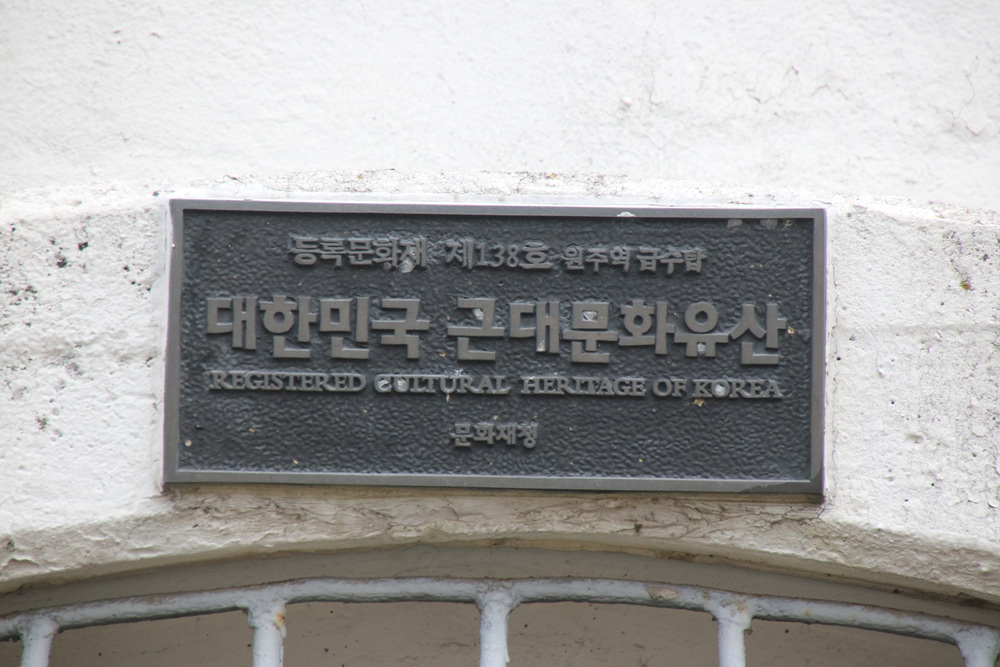 등록문화재 제138호 원주역 급수탑
대한민국 근대문화유산
REGISTERED CULTURAL HERITAGE OF KOREA
문화재청